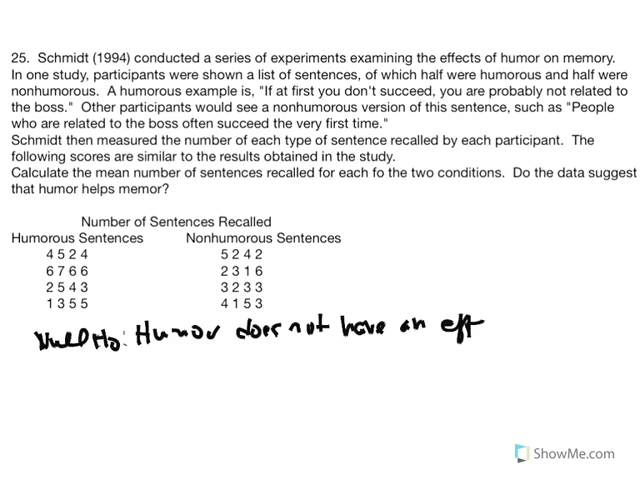 25. Schmidt (1994) conducted a series of experiments examining the effects of humor on memory.
In one study, participants were shown a list of sentences, of which half were humorous and half were
nonhumorous. A humorous example is, "If at first you don't succeed, you are probably not related to
the boss." Other participants would see a nonhumorous version of this sentence, such as "People
who are related to the boss often succeed the very first time."
Schmidt then measured the number of each type of sentence recalled by each participant. The
following scores are similar to the results obtained in the study.
Calculate the mean number of sentences recalled for each fo the two conditions. Do the data suggest
that humor helps memor?
Number of Sentences Recalled
Humorous Sentences Nonhumorous Sentences
4 5 2 4 5 2 4 2
6 7 6 6 2 3 1 6
2 5 4 3 3 2 3 3
1 3 5 5 4 1 5 3
Null Ho: Humor does not have an eff
ShowMe.com